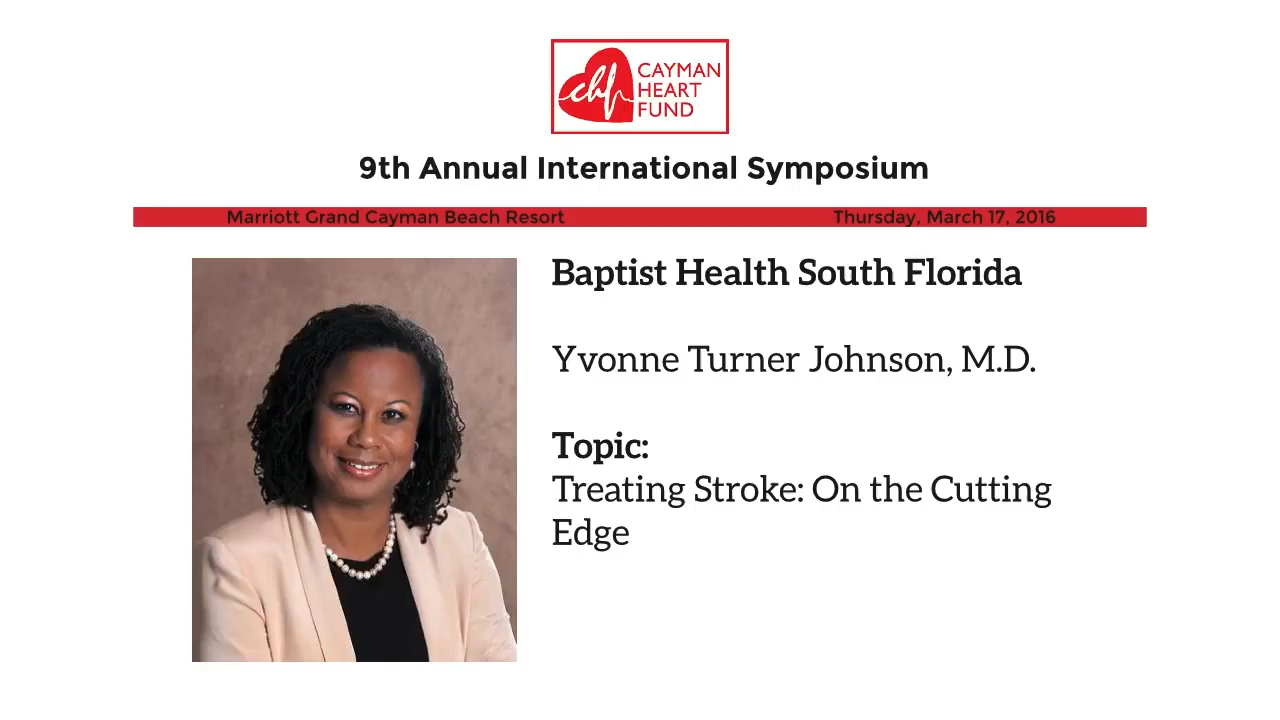 chf
CAYMAN
HEART
FUND
9th Annual International Symposium
Marriott Grand Cayman Beach Resort Thursday, March 17, 2016
Baptist Health South Florida
Yvonne Turner Johnson, M.D.
Topic:
Treating Stroke: On the Cutting
Edge